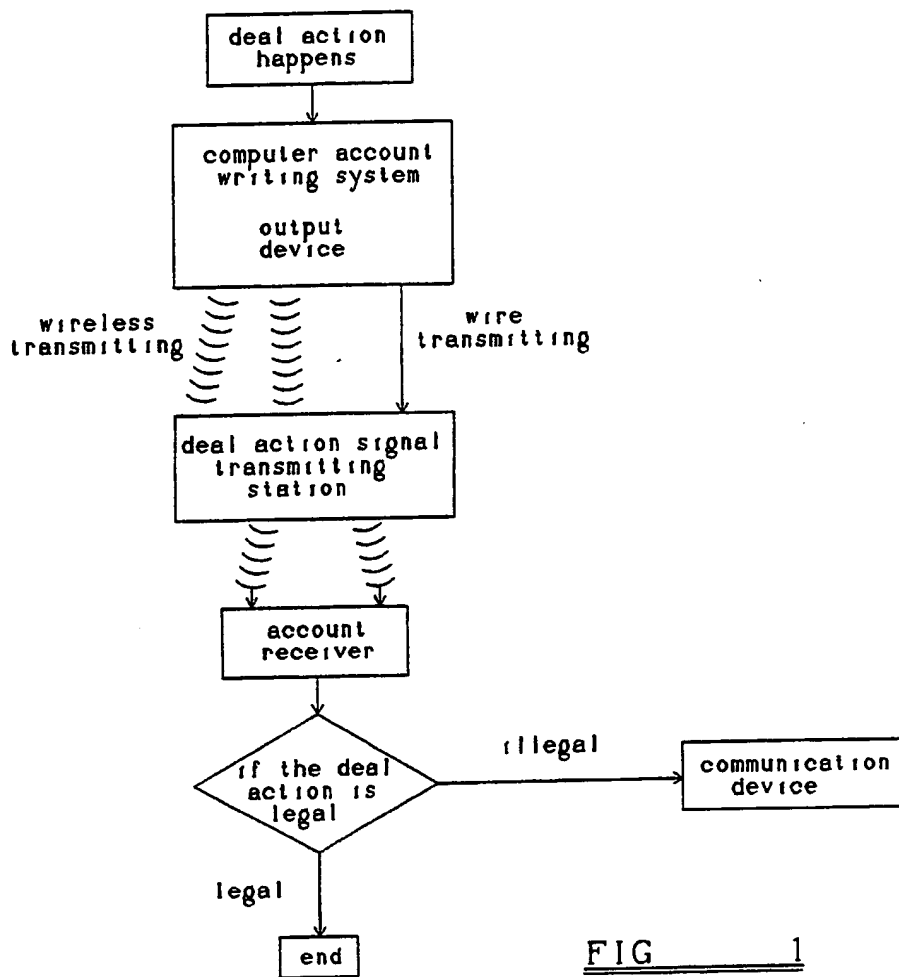 deal action
happens
computer account
writing system
output
device
wireless
transmitting
wire
transmitting
deal action signal
transmitting
station
account
receiver
if the deal
action is
legal
illegal
communication
device
legal
end
FIG 1